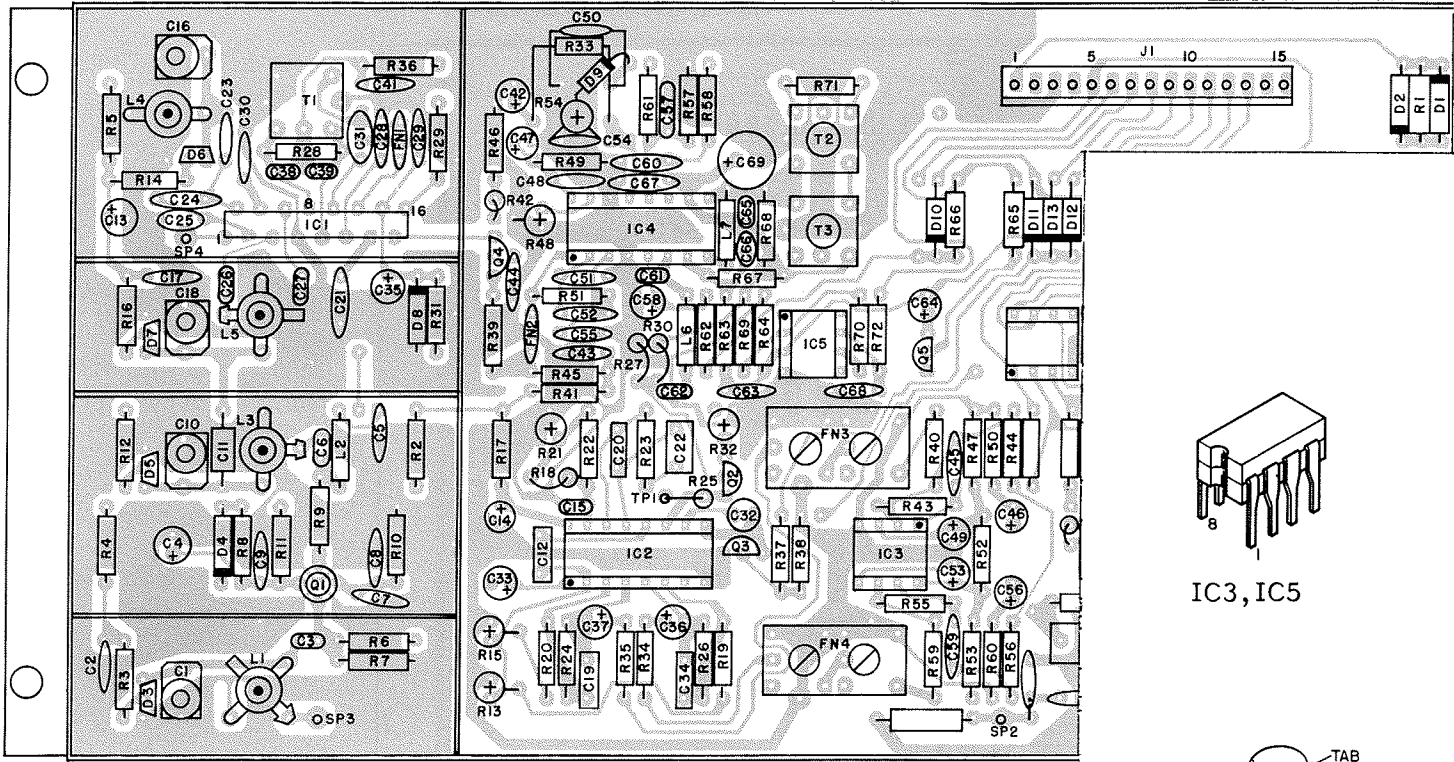 C16
C50
R33
D9
J1
1 5 10 15
R36
C41
T1
C23
C30
L4
R5
D6
C31
C28
FN1
C29
R29
R28
C38
C39
R14
C24
C13
C25
SP4
8
16
IC1
1
C42
R54
C47
R46
C54
R61
C57
R57
R58
R71
T2
C69
R49
C60
C48
C67
R42
R48
IC4
L7
C65
C66
R68
T3
D2
R1
D1
D10
R66
R65
D11
D13
D12
Q4
C44
C51
C61
R67
C17
C18
C26
C27
C21
C35
R16
D7
L5
D8
R31
R39
FN2
R51
C52
C55
C43
C58
R30
R27
L6
R62
R63
R69
R64
IC5
R70
R72
C64
Q5
R45
R41
C62
C63
C68
R12
D5
C10
C11
L3
C6
L2
C5
R2
R17
R21
R22
C20
R23
C22
R32
FN3
R40
C45
R47
R50
R44
R18
C15
TP1
R25
Q2
R43
R4
C4
D4
R8
C9
R11
R9
Q1
C8
R10
C7
C14
C12
IC2
C32
Q3
R37
R38
IC3
C49
C53
R52
C46
C33
C56
R55
8
1
IC3, IC5
C2
R3
D3
C1
L1
C3
R6
R7
SP3
R15
R13
R20
R24
C19
C37
R35
R34
C36
C34
R26
R19
FN4
R59
C59
R53
R60
R56
SP2
TAB